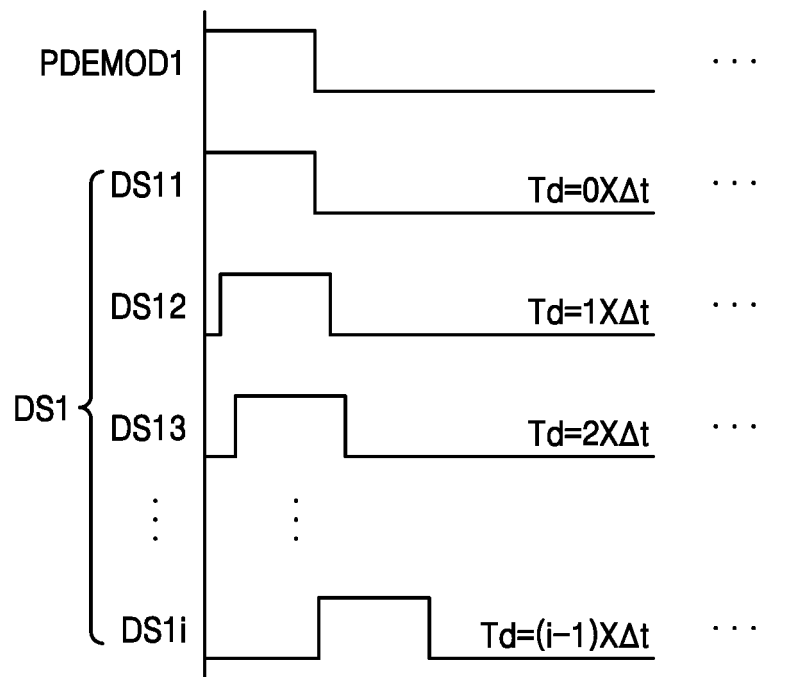 PDEMOD1 ...
DS11 Td=0XΔt ...
DS12 Td=1XΔt ...
DS1
DS13 Td=2XΔt ...
DS1i Td=(i-1)XΔt ...